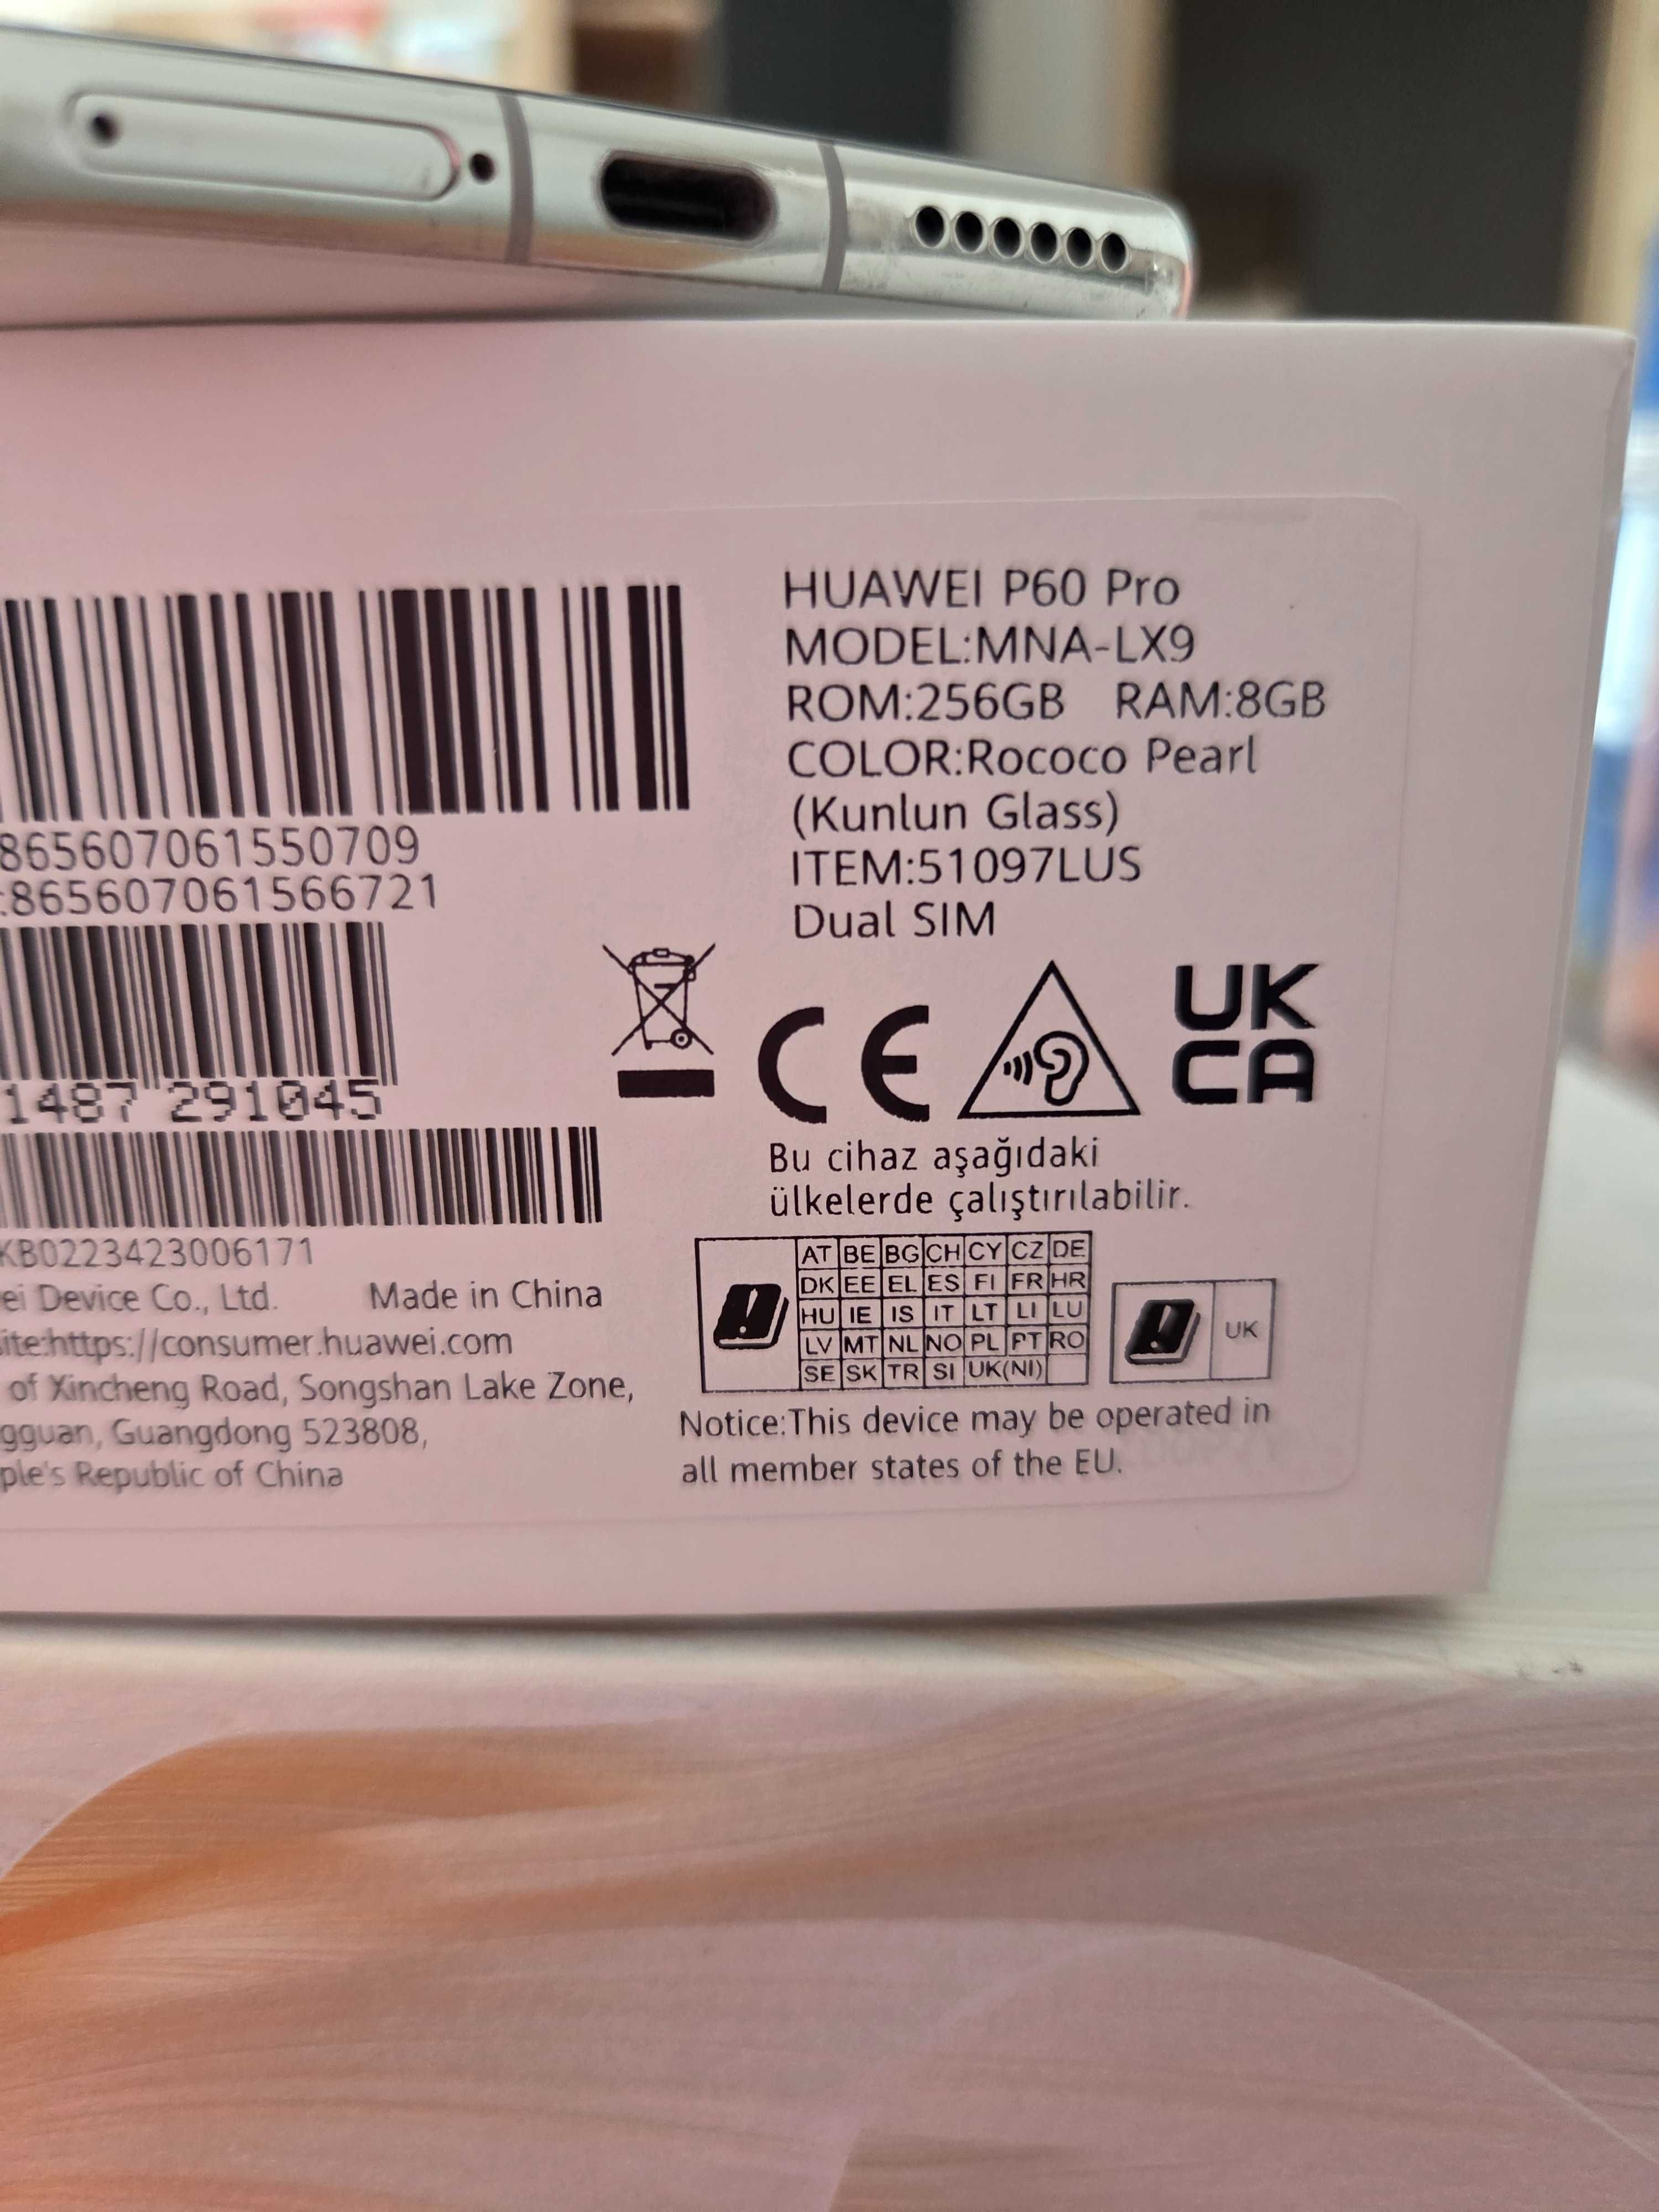 HUAWEI P60 Pro
MODEL:MNA-LX9
ROM:256GB RAM:8GB
COLOR:Rococo Pearl
(Kunlun Glass)
ITEM:51097LUS
Dual SIM
865607061550709
:865607061566721
1487 291045
KB0223423006171
ei Device Co., Ltd. Made in China
ite:https://consumer.huawei.com
of Xincheng Road, Songshan Lake Zone,
gguan, Guangdong 523808,
ple's Republic of China
CE
UK
CA
Bu cihaz aşağıdaki
ülkelerde çalıştırılabilir.
AT BE BG CH CY CZ DE
DK EE EL ES FI FR HR
HU IE IS IT LT LI LU
LV MT NL NO PL PT RO
SE SK TR SI UK(NI)
UK
Notice:This device may be operated in
all member states of the EU.